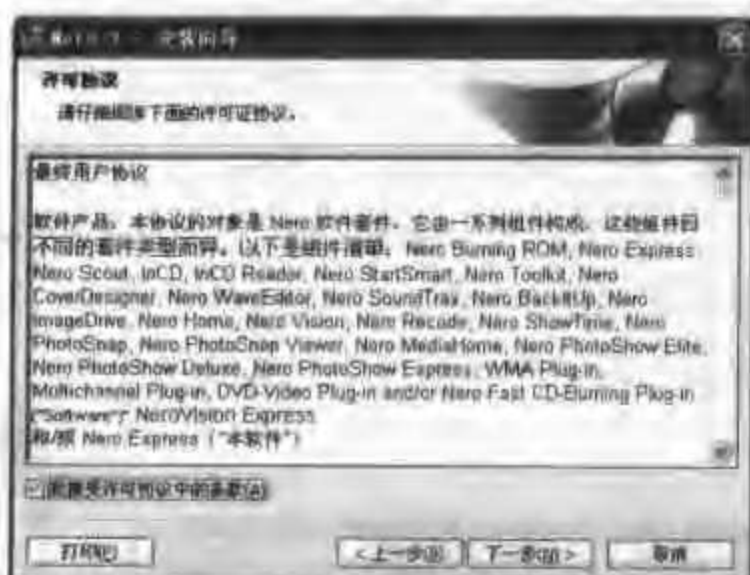 安装向导
许可协议
请仔细阅读下面的许可证协议。
最终用户协议
软件产品：本协议的对象是 Nero 软件套件。它由一系列组件构成，这些组件因
不同的套件类型而异。以下是组件清单：Nero Burning ROM, Nero Express
Nero Scout, InCD, InCD Reader, Nero StartSmart, Nero Toolkit, Nero
CoverDesigner, Nero WaveEditor, Nero SoundTrax, Nero BackItUp, Nero
ImageDrive, Nero Home, Nero Vision, Nero Recode, Nero ShowTime, Nero
PhotoSnap, Nero PhotoSnap Viewer, Nero MediaHome, Nero PhotoShow Elite,
Nero PhotoShow Deluxe, Nero PhotoShow Express, WMA Plug-in,
Multichannel Plug-in, DVD-Video Plug-in and/or Nero Fast CD-Burning Plug-in
("Software") NeroVision Express
和/或 Nero Express（"本软件"）
我接受许可协议中的条款(A)
打印(P)
<上一步(B)
下一步(N)>
取消